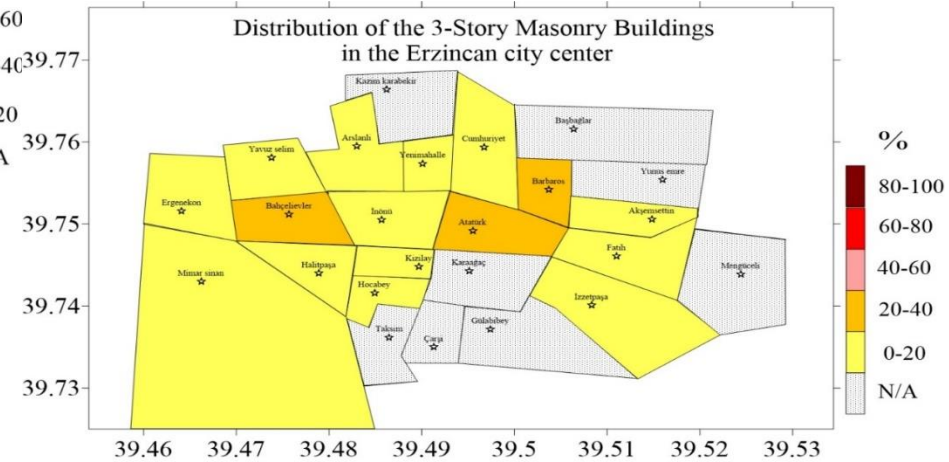 60
40
20
A
Distribution of the 3-Story Masonry Buildings
in the Erzincan city center
39.77
39.76
39.75
39.74
39.73
Kazım karabekir
Başbağlar
Arslanlı
Cumhuriyet
Yavuz selim
Yenimahalle
Yunus emre
Barbaros
Ergenekon
Bahçelievler
İnönü
Akşemsettin
Atatürk
Fatih
Mimar sinan
Halitpaşa
Kızılay
Karaağaç
Mengüceli
Hocabey
İzzetpaşa
Taksim
Çarşı
Gülabibey
39.46 39.47 39.48 39.49 39.5 39.51 39.52 39.53
%
80-100
60-80
40-60
20-40
0-20
N/A